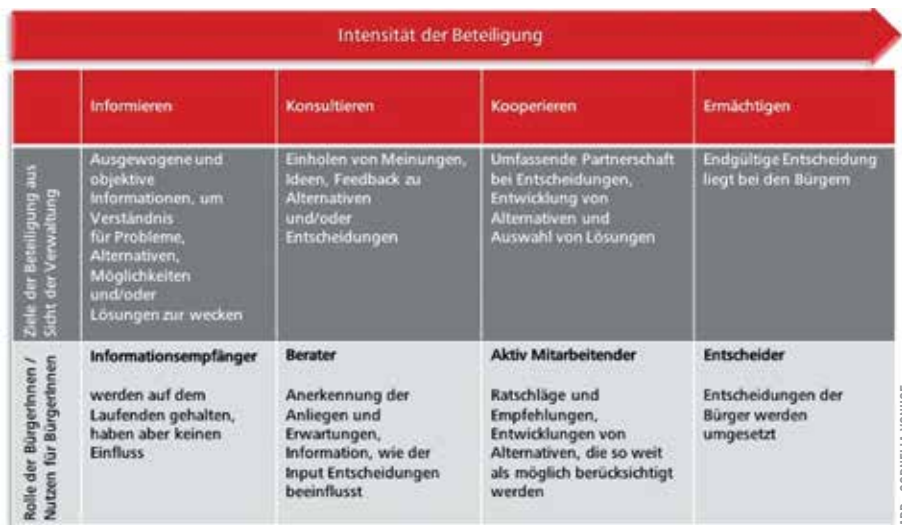 Intensität der Beteiligung
Informieren
Konsultieren
Kooperieren
Ermächtigen
Ziele der Beteiligung aus
Sicht der Verwaltung
Ausgewogene und
objektive
Informationen, um
Verständnis
für Probleme,
Alternativen,
Möglichkeiten
und/oder
Lösungen zur wecken
Einholen von Meinungen,
Ideen, Feedback zu
Alternativen
und/oder
Entscheidungen
Umfassende Partnerschaft
bei Entscheidungen,
Entwicklung von
Alternativen und
Auswahl von Lösungen
Endgültige Entscheidung
liegt bei den Bürgern
Rolle der BürgerInnen /
Nutzen für BürgerInnen
Informationsempfänger
werden auf dem
Laufenden gehalten,
haben aber keinen
Einfluss
Berater
Anerkennung der
Anliegen und
Erwartungen,
Information, wie der
Input Entscheidungen
beeinflusst
Aktiv Mitarbeitender
Ratschläge und
Empfehlungen,
Entwicklungen von
Alternativen, die so weit
als möglich berücksichtigt
werden
Entscheider
Entscheidungen der
Bürger werden
umgesetzt